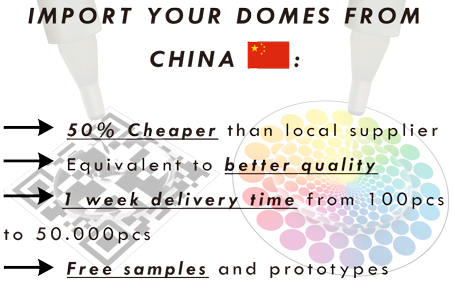 IMPORT YOUR DOMES FROM
CHINA :
50% Cheaper than local supplier
Equivalent to better quality
1 week delivery time from 100pcs
to 50.000pcs
Free samples and prototypes